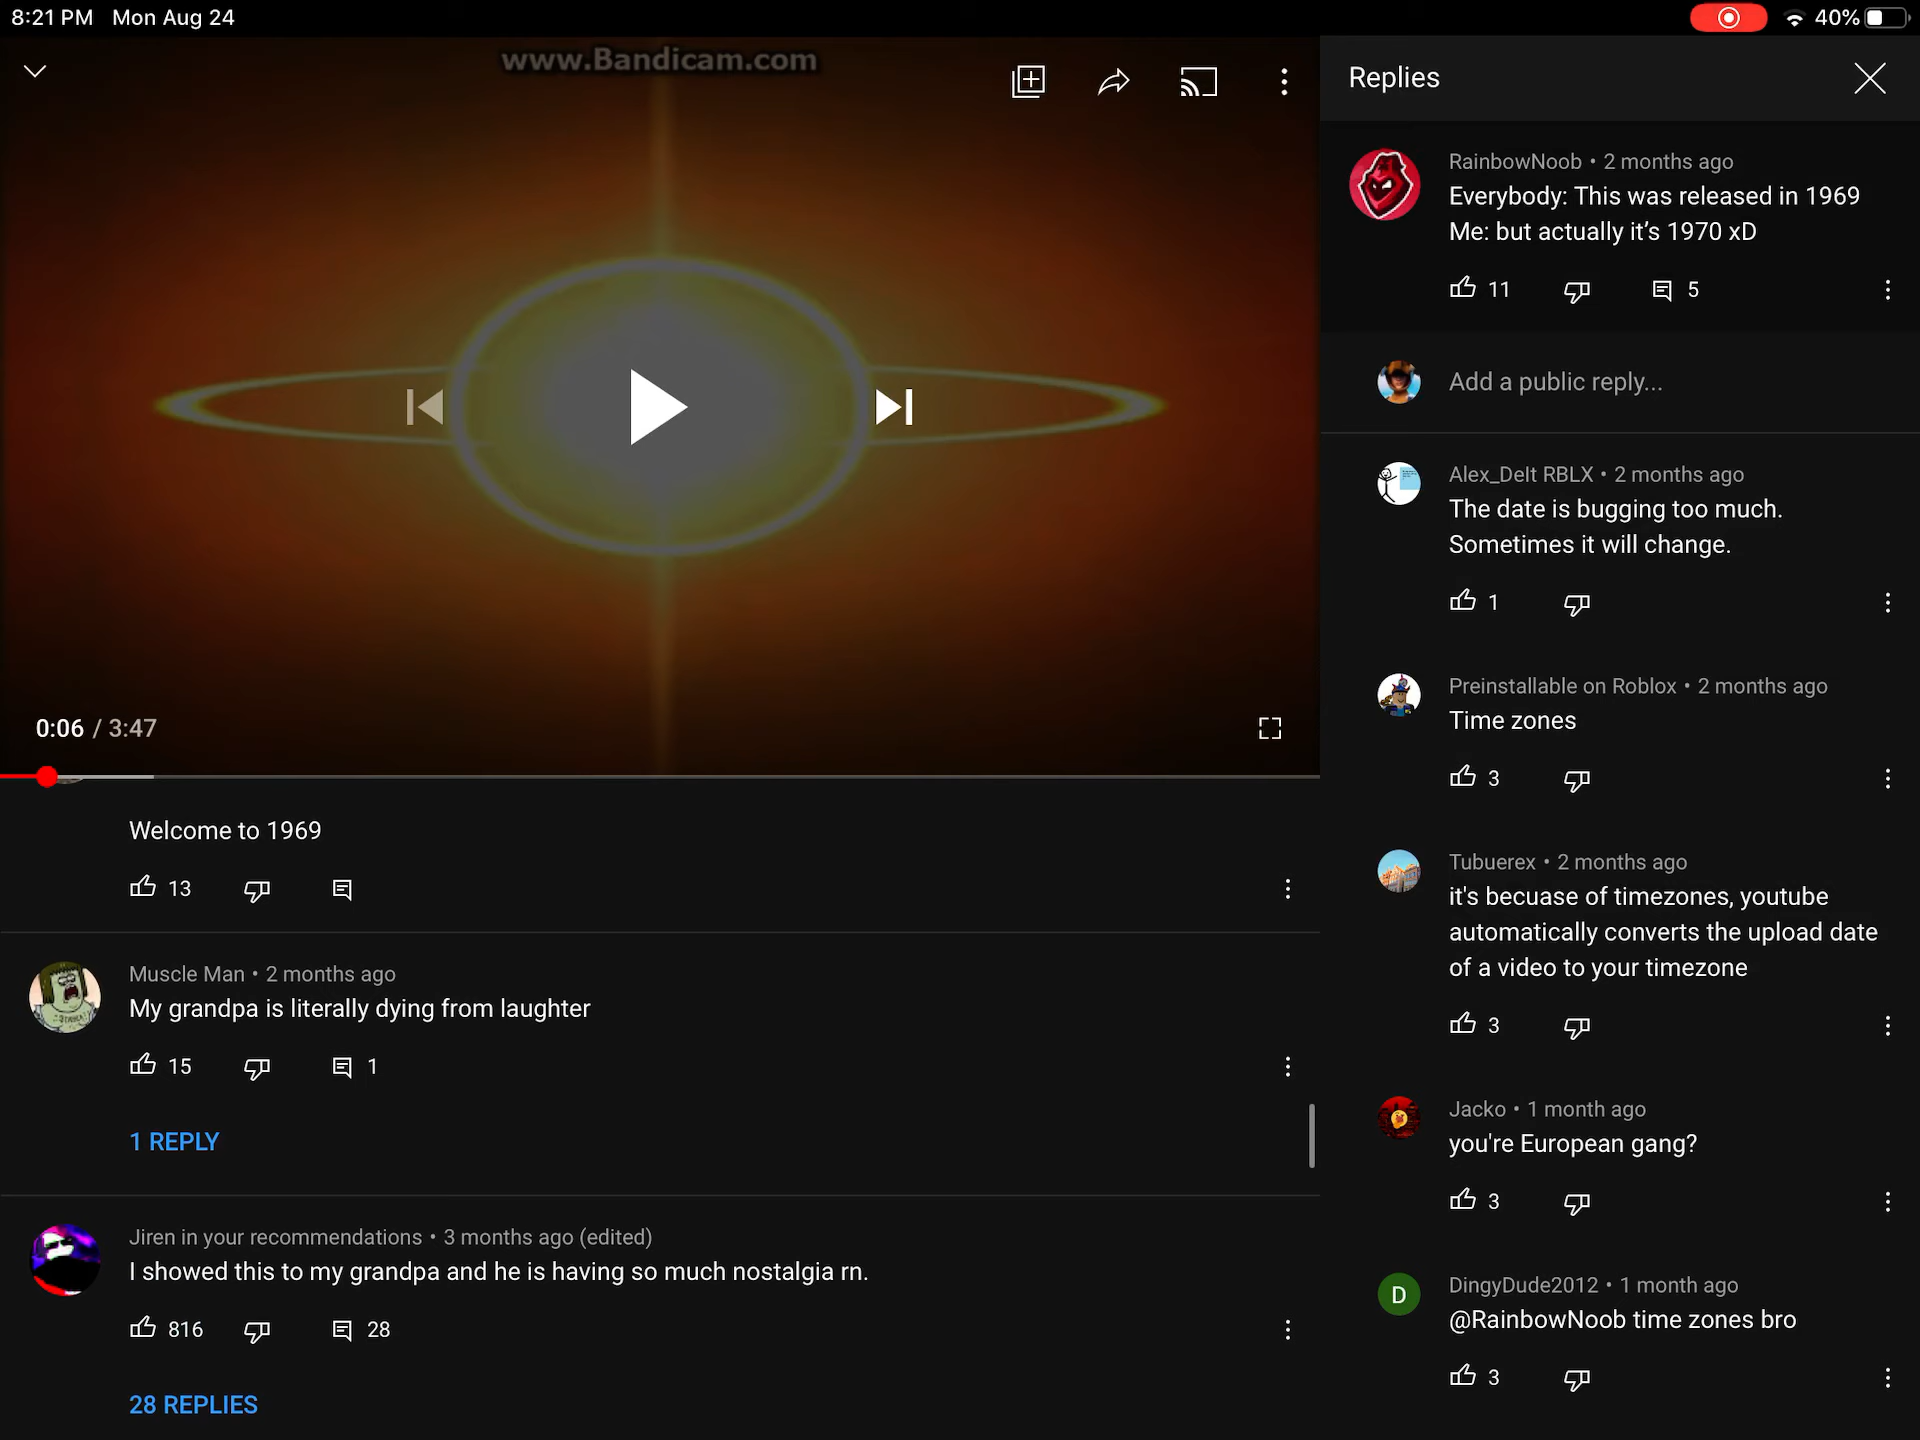 8:21 PM Mon Aug 24
40%
www.Bandicam.com
0:06 / 3:47
Welcome to 1969
13
Muscle Man • 2 months ago
My grandpa is literally dying from laughter
15
1
1 REPLY
Jiren in your recommendations • 3 months ago (edited)
I showed this to my grandpa and he is having so much nostalgia rn.
816
28
28 REPLIES
Replies
RainbowNoob • 2 months ago
Everybody: This was released in 1969
Me: but actually it’s 1970 xD
11
5
Add a public reply...
Alex_Delt RBLX • 2 months ago
The date is bugging too much.
Sometimes it will change.
1
Preinstallable on Roblox • 2 months ago
Time zones
3
Tubuerex • 2 months ago
it's becuase of timezones, youtube
automatically converts the upload date
of a video to your timezone
3
Jacko • 1 month ago
you're European gang?
3
D
DingyDude2012 • 1 month ago
@RainbowNoob time zones bro
3